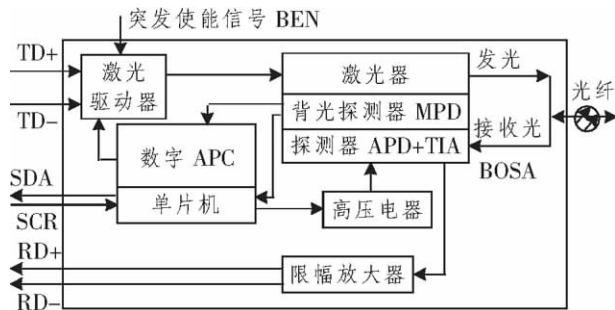 突发使能信号 BEN
TD+
TD-
激光
驱动器
激光器
发光
光纤
背光探测器 MPD
接收光
数字 APC
探测器 APD+TIA
BOSA
SDA
单片机
高压电器
SCR
RD+
限幅放大器
RD-